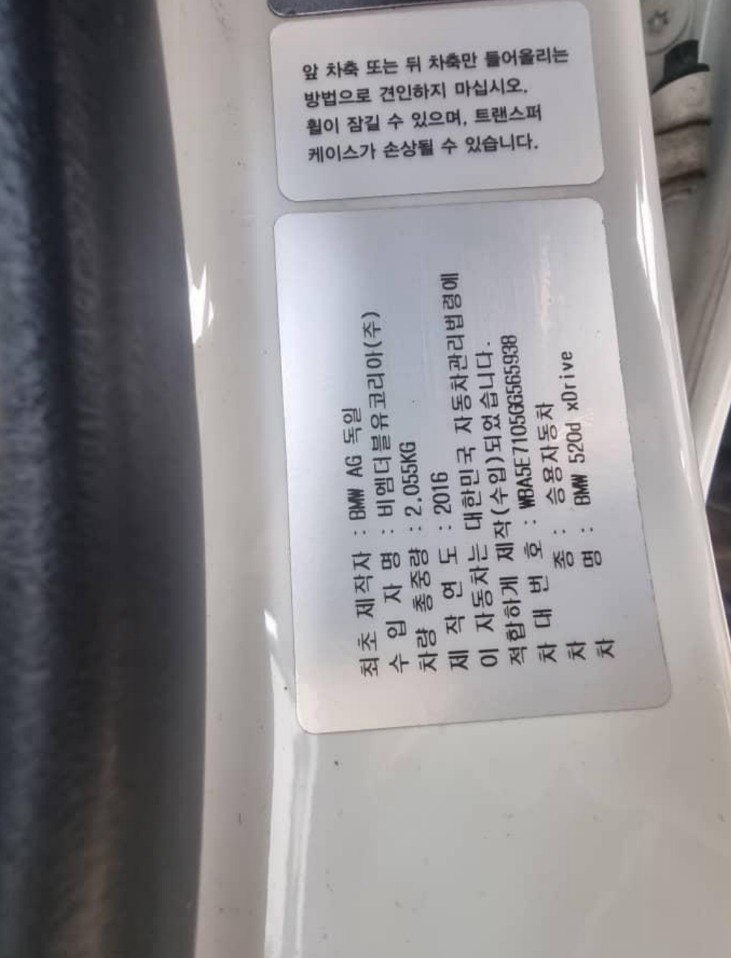 앞 차축 또는 뒤 차축만 들어올리는
방법으로 견인하지 마십시오.
휠이 잠길 수 있으며, 트랜스퍼
케이스가 손상될 수 있습니다.
최초 제작자 : BMW AG 독일
수 입 자 명 : 비엠더블유코리아(주)
차량 총중량 : 2,055KG
제 작 연 도 : 2016
이 자동차는 대한민국 자동차관리법령에
적합하게 제작(수입)되었습니다.
차 대 번 호 : WBA5E7105GG565938
차 종 : 승용자동차
차 명 : BMW 520d xDrive